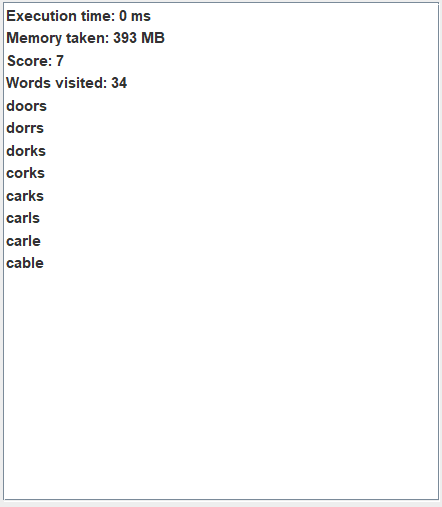 Execution time: 0 ms
Memory taken: 393 MB
Score: 7
Words visited: 34
doors
dorrs
dorks
corks
carks
carls
carle
cable